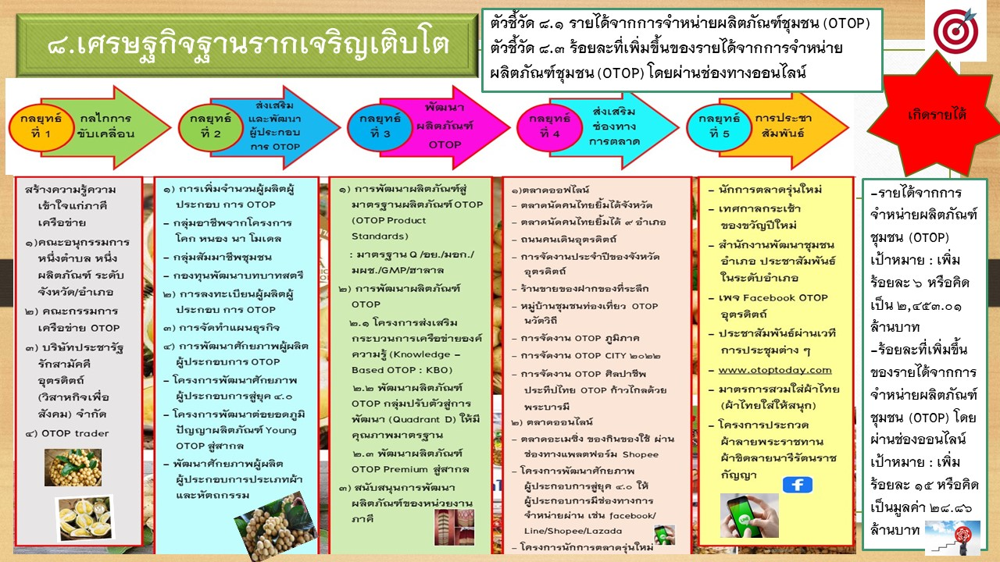 ๘.เศรษฐกิจฐานรากเจริญเติบโต
ตัวชี้วัด ๘.๑ รายได้จากการจำหน่ายผลิตภัณฑ์ชุมชน (OTOP)
ตัวชี้วัด ๘.๓ ร้อยละที่เพิ่มขึ้นของรายได้จากการจำหน่าย
ผลิตภัณฑ์ชุมชน (OTOP) โดยผ่านช่องทางออนไลน์
กลยุทธ์
ที่ 1
กลไกการ
ขับเคลื่อน
กลยุทธ์
ที่ 2
ส่งเสริม
และพัฒนา
ผู้ประกอบ
การ OTOP
กลยุทธ์
ที่ 3
พัฒนา
ผลิตภัณฑ์
OTOP
กลยุทธ์
ที่ 4
ส่งเสริม
ช่องทาง
การตลาด
กลยุทธ์
ที่ 5
การประชา
สัมพันธ์
เกิดรายได้
สร้างความรู้ความ
เข้าใจแก่ภาคี
เครือข่าย
๑)คณะอนุกรรมการ
หนึ่งตำบล หนึ่ง
ผลิตภัณฑ์ ระดับ
จังหวัด/อำเภอ
๒) คณะกรรมการ
เครือข่าย OTOP
๓) บริษัทประชารัฐ
รักสามัคคี
อุตรดิตถ์
(วิสาหกิจเพื่อ
สังคม) จำกัด
๔) OTOP trader
๑) การเพิ่มจำนวนผู้ผลิตผู้
ประกอบ การ OTOP
- กลุ่มอาชีพจากโครงการ
โคก หนอง นา โมเดล
- กลุ่มสัมมาชีพชุมชน
- กองทุนพัฒนาบทบาทสตรี
๒) การลงทะเบียนผู้ผลิตผู้
ประกอบ การ OTOP
๓) การจัดทำแผนธุรกิจ
๔) การพัฒนาศักยภาพผู้ผลิต
ผู้ประกอบการ OTOP
- โครงการพัฒนาศักยภาพ
ผู้ประกอบการสู่ยุค ๔.๐
- โครงการพัฒนาต่อยอดภูมิ
ปัญญาผลิตภัณฑ์ Young
OTOP สู่สากล
- พัฒนาศักยภาพผู้ผลิต
ผู้ประกอบการประเภทผ้า
และหัตถกรรม
๑) การพัฒนาผลิตภัณฑ์สู่
มาตรฐานผลิตภัณฑ์ OTOP
(OTOP Product
Standards)
: มาตรฐาน Q /อย./มอก./
มผช./GMP/ฮาลาล
๒) การพัฒนาผลิตภัณฑ์
OTOP
๒.๑ โครงการส่งเสริม
กระบวนการเครือข่ายองค์
ความรู้ (Knowledge -
Based OTOP : KBO)
๒.๒ พัฒนาผลิตภัณฑ์
OTOP กลุ่มปรับตัวสู่การ
พัฒนา (Quadrant D) ให้มี
คุณภาพมาตรฐาน
๒.๓ พัฒนาผลิตภัณฑ์
OTOP Premium สู่สากล
๓) สนับสนุนการพัฒนา
ผลิตภัณฑ์ของหน่วยงาน
ภาคี
๑)ตลาดออฟไลน์
- ตลาดนัดคนไทยยิ้มได้จังหวัด
- ตลาดนัดคนไทยยิ้มได้ ๙ อำเภอ
- ถนนคนเดินอุตรดิตถ์
- การจัดงานประจำปีของจังหวัด
อุตรดิตถ์
- ร้านขายของฝากของที่ระลึก
- หมู่บ้านชุมชนท่องเที่ยว OTOP
นวัตวิถี
- การจัดงาน OTOP ภูมิภาค
- การจัดงาน OTOP CITY ๒๐๒๒
- การจัดงาน OTOP ศิลปาชีพ
ประทีปไทย OTOP ก้าวไกลด้วย
พระบารมี
๒) ตลาดออนไลน์
- ตลาดอะเมซิ่ง ของกินของใช้ ผ่าน
ช่องทางแพลตฟอร์ม Shopee
- โครงการพัฒนาศักยภาพ
ผู้ประกอบการสู่ยุค ๔.๐ ให้
ผู้ประกอบการมีช่องทางการ
จำหน่ายผ่าน เช่น facebook/
Line/Shopee/Lazada
- โครงการนักการตลาดรุ่นใหม่
- นักการตลาดรุ่นใหม่
- เทศกาลกระเช้า
ของขวัญปีใหม่
- สำนักงานพัฒนาชุมชน
อำเภอ ประชาสัมพันธ์
ในระดับอำเภอ
- เพจ Facebook OTOP
อุตรดิตถ์
- ประชาสัมพันธ์ผ่านเวที
การประชุมต่าง ๆ
- www.otoptoday.com
- มาตรการสวมใส่ผ้าไทย
(ผ้าไทยใส่ให้สนุก)
- โครงการประกวด
ผ้าลายพระราชทาน
ผ้าขิดลายนารีรัตนราช
กัญญา
-รายได้จากการ
จำหน่ายผลิตภัณฑ์
ชุมชน (OTOP)
เป้าหมาย : เพิ่ม
ร้อยละ ๖ หรือคิด
เป็น ๒,๔๕๓.๐๑
ล้านบาท
-ร้อยละที่เพิ่มขึ้น
ของรายได้จากการ
จำหน่ายผลิตภัณฑ์
ชุมชน (OTOP) โดย
ผ่านช่องออนไลน์
เป้าหมาย : เพิ่ม
ร้อยละ ๑๕ หรือคิด
เป็นมูลค่า ๒๘.๔๖
ล้านบาท